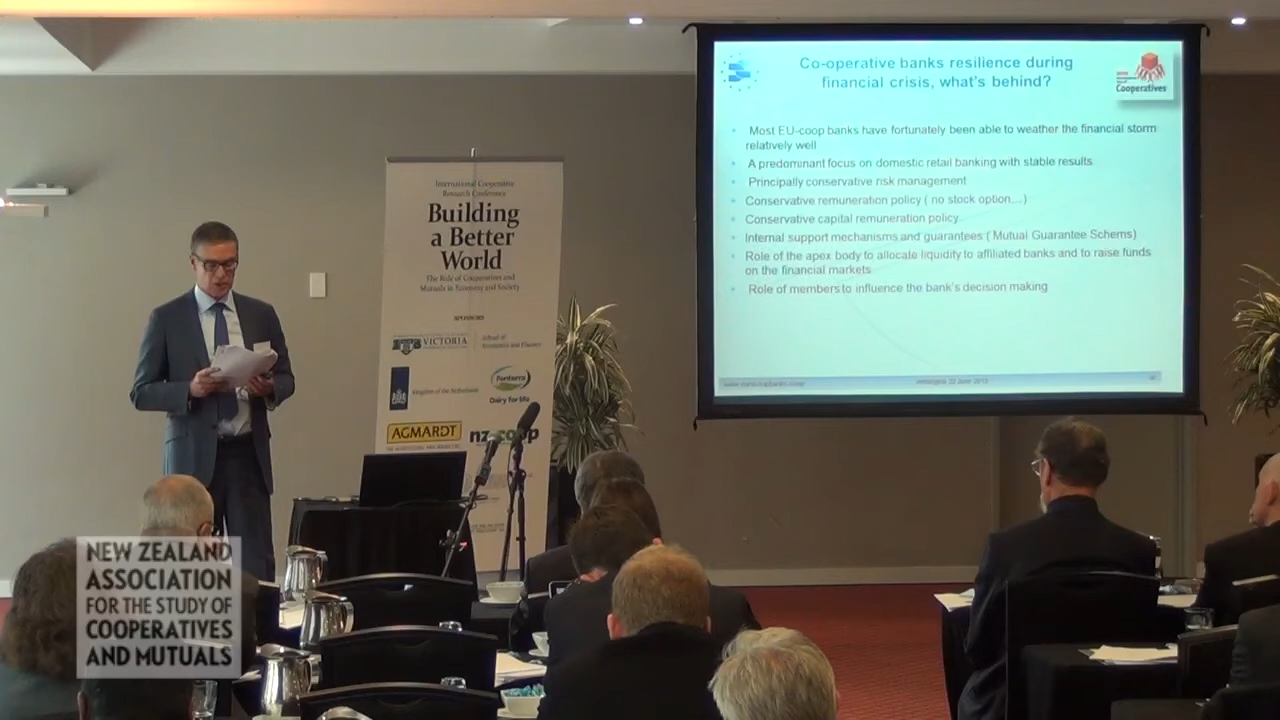 Co-operative banks resilience during
financial crisis, what's behind?
Cooperatives
Most EU-coop banks have fortunately been able to weather the financial storm
relatively well
A predominant focus on domestic retail banking with stable results
Principally conservative risk management
Conservative remuneration policy ( no stock option,...)
Conservative capital remuneration policy
Internal support mechanisms and guarantees ( Mutual Guarantee Schems)
Role of the apex body to allocate liquidity to affiliated banks and to raise funds
on the financial markets
Role of members to influence the bank's decision making
22 June 2013
International Cooperative
Research Conference
Building
a Better
World
The Role of Cooperatives and
Mutuals in Economy and Society
SPONSORS
VICTORIA
School of
Economics and Finance
Kingdom of the Netherlands
Fonterra
Dairy for life
AGMARDT
nz coop
NEW ZEALAND
ASSOCIATION
FOR THE STUDY OF
COOPERATIVES
AND MUTUALS